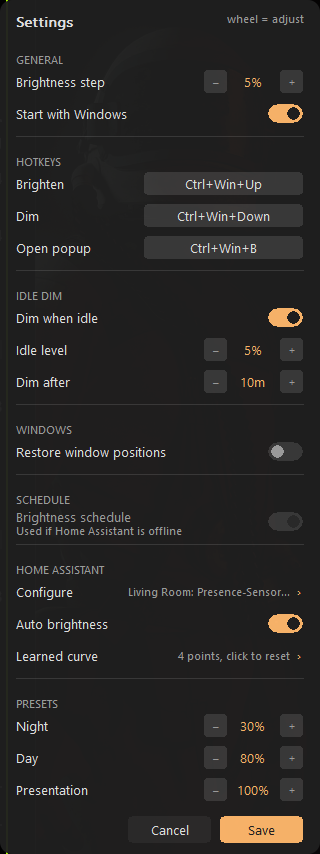 Settings
wheel = adjust
GENERAL
Brightness step − 5% +
Start with Windows
HOTKEYS
Brighten Ctrl+Win+Up
Dim Ctrl+Win+Down
Open popup Ctrl+Win+B
IDLE DIM
Dim when idle
Idle level − 5% +
Dim after − 10m +
WINDOWS
Restore window positions
SCHEDULE
Brightness schedule
Used if Home Assistant is offline
HOME ASSISTANT
Configure Living Room: Presence-Sensor... ›
Auto brightness
Learned curve 4 points, click to reset ›
PRESETS
Night − 30% +
Day − 80% +
Presentation − 100% +
Cancel Save